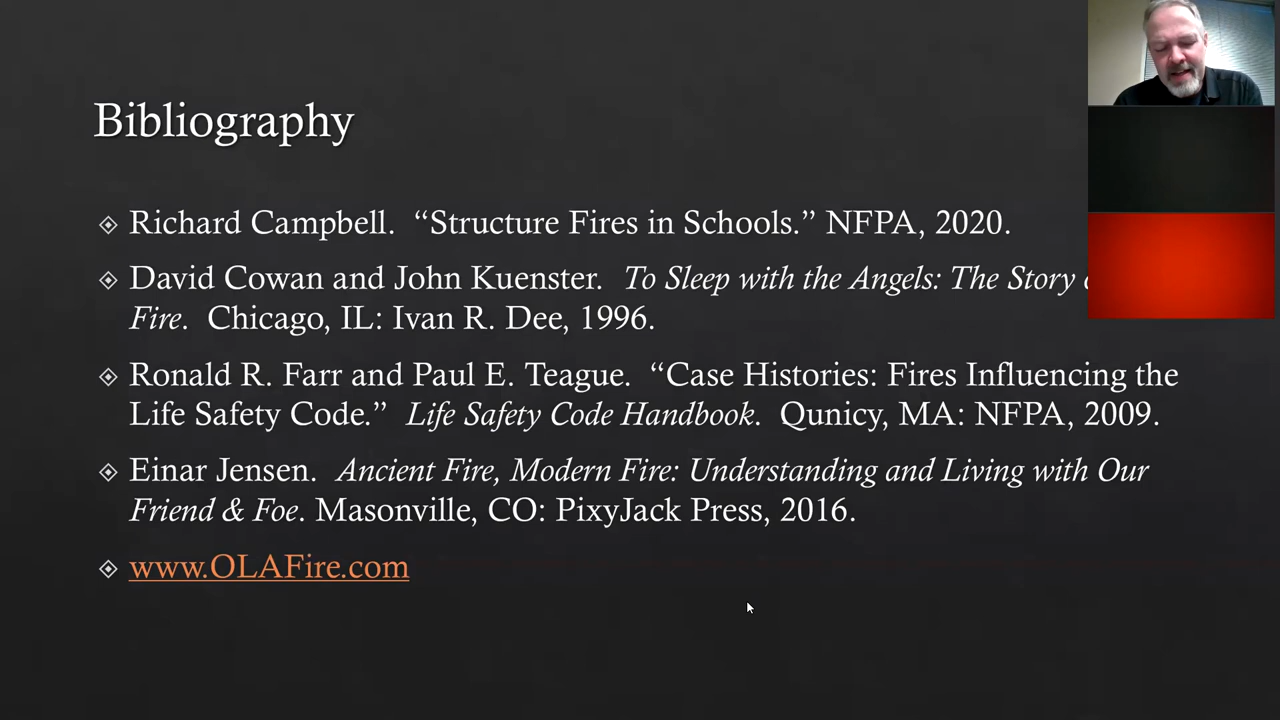 Bibliography
Richard Campbell. “Structure Fires in Schools.” NFPA, 2020.
David Cowan and John Kuenster. To Sleep with the Angels: The Story
Fire. Chicago, IL: Ivan R. Dee, 1996.
Ronald R. Farr and Paul E. Teague. “Case Histories: Fires Influencing the
Life Safety Code.” Life Safety Code Handbook. Qunicy, MA: NFPA, 2009.
Einar Jensen. Ancient Fire, Modern Fire: Understanding and Living with Our
Friend & Foe. Masonville, CO: PixyJack Press, 2016.
www.OLAFire.com